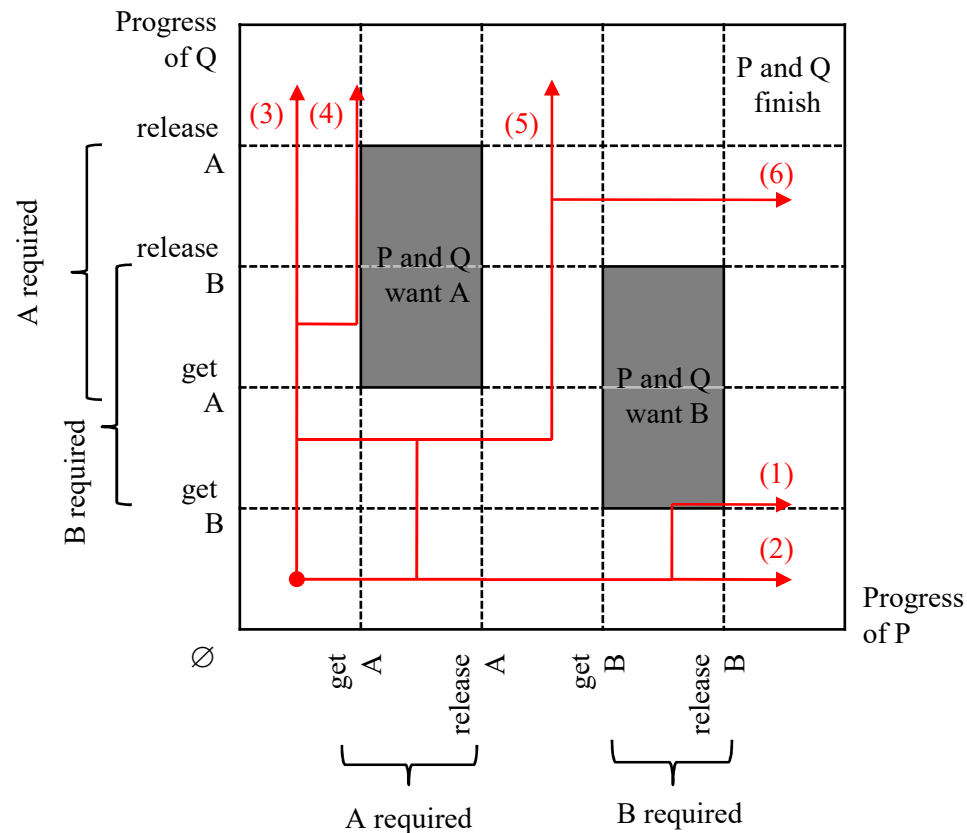 Progress
of Q
P and Q
finish
(3)
(4)
(5)
release
A
(6)
A required
release
B
P and Q
want A
get
A
P and Q
want B
B required
get
B
(1)
(2)
Progress
of P
∅
get
A
release
A
get
B
release
B
A required
B required